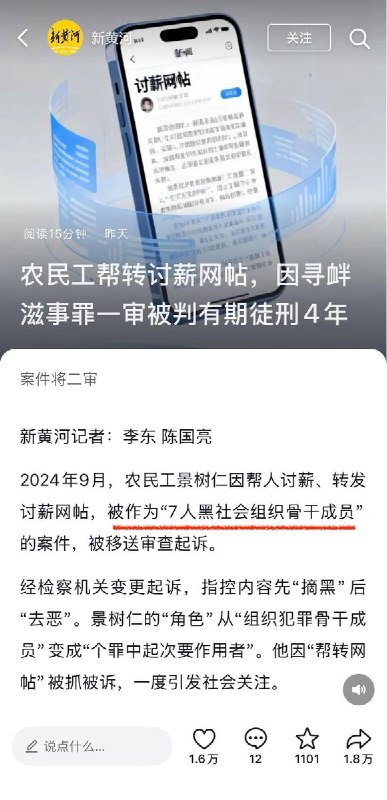 新黄河
新黄河
关注
新闻
讨薪网帖
阅读15分钟 昨天
农民工帮转讨薪网帖，因寻衅
滋事罪一审被判有期徒刑4年
案件将二审
新黄河记者：李东 陈国亮
2024年9月，农民工景树仁因帮人讨薪、转发
讨薪网帖，被作为“7人黑社会组织骨干成员”
的案件，被移送审查起诉。
经检察机关变更起诉，指控内容先“摘黑”后
“去恶”。景树仁的“角色”从“组织犯罪骨干成
员”变成“个罪中起次要作用者”。他因“帮转网
帖”被抓被诉，一度引发社会关注。
说点什么...
1.6万
12
1101
1.8万